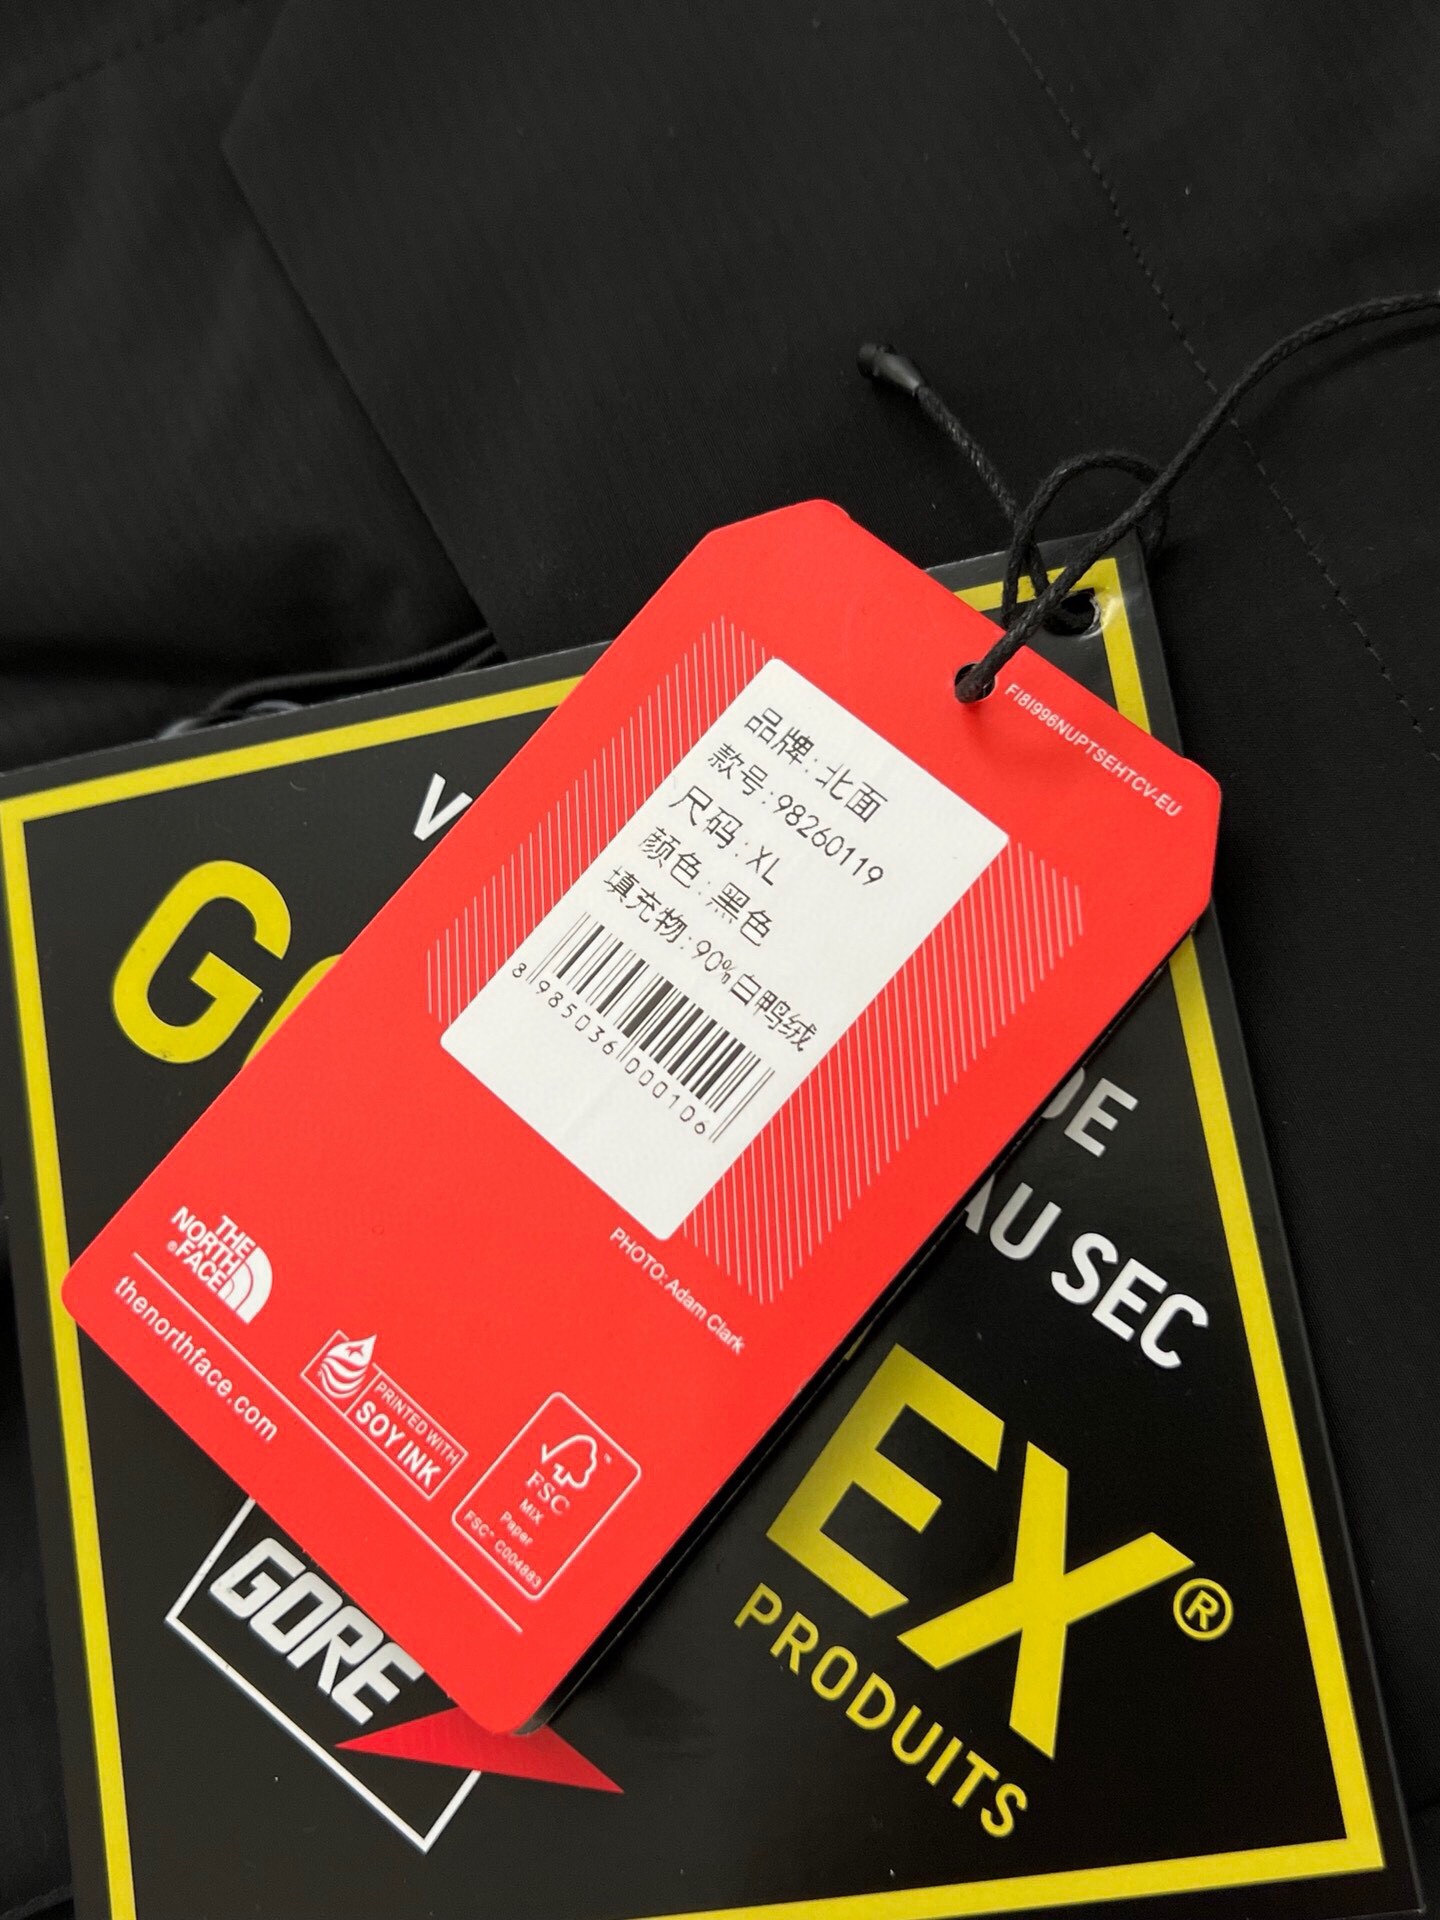 FI8I996NUPTSEHTCV-EU
品牌:北面
款号:98260119
尺码:XL
颜色:黑色
填充物:90%白鸭绒
8 985036 000106
PHOTO: Adam Clark
THE
NORTH
FACE
thenorthface.com
PRINTED WITH
SOY INK
FSC
MIX
Paper
FSC™ C004883
AU SEC
EX®
PRODUITS
GORE